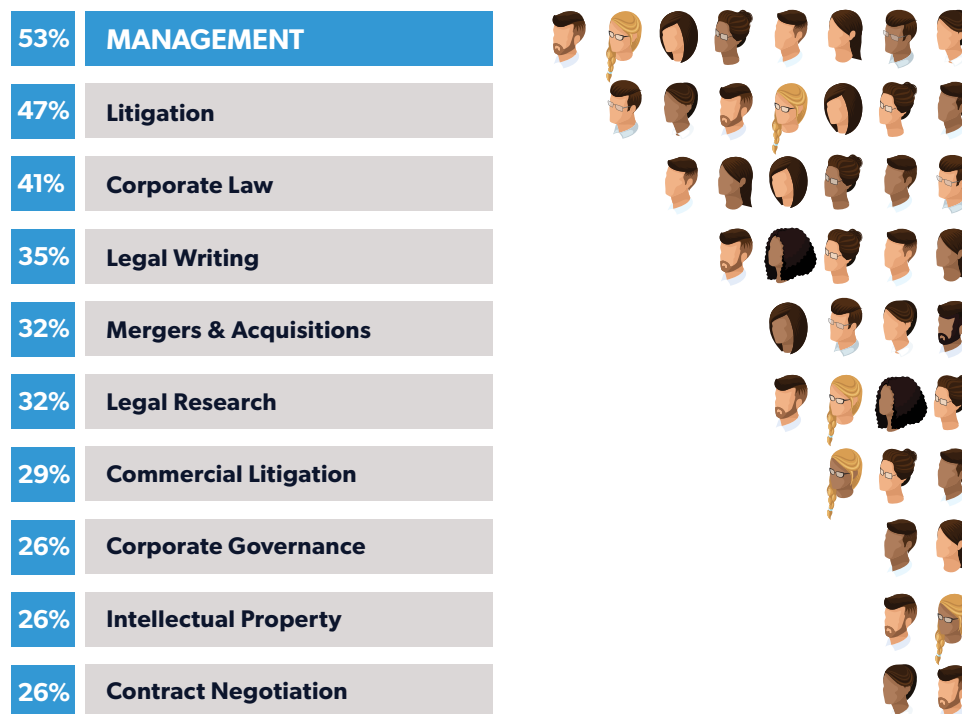 53% MANAGEMENT
47% Litigation
41% Corporate Law
35% Legal Writing
32% Mergers & Acquisitions
32% Legal Research
29% Commercial Litigation
26% Corporate Governance
26% Intellectual Property
26% Contract Negotiation